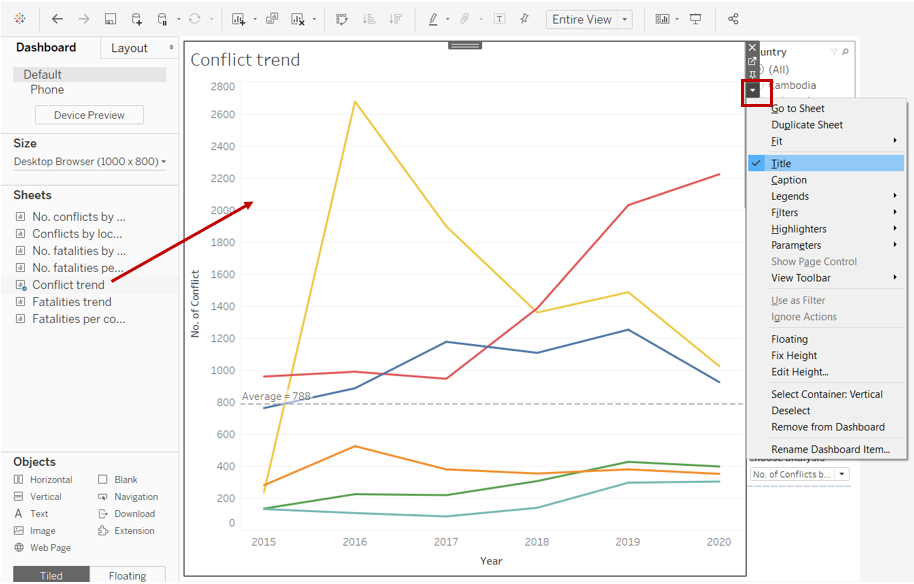 Entire View
Dashboard
Layout
Default
Phone
Device Preview
Size
Desktop Browser (1000 x 800)
Sheets
No. conflicts by ...
Conflicts by loc...
No. fatalities by ...
No. fatalities pe...
Conflict trend
Fatalities trend
Fatalities per co...
Objects
Horizontal
Blank
Vertical
Navigation
Text
Download
Image
Extension
Web Page
Tiled
Floating
Conflict trend
2800
2600
2400
2200
2000
1800
1600
1400
1200
1000
800
600
400
200
0
No. of Conflict
Average = 788
2015
2016
2017
2018
2019
2020
Year
untry
(All)
ambodia
Go to Sheet
Duplicate Sheet
Fit
Title
Caption
Legends
Filters
Highlighters
Parameters
Show Page Control
View Toolbar
Use as Filter
Ignore Actions
Floating
Fix Height
Edit Height...
Select Container: Vertical
Deselect
Remove from Dashboard
Rename Dashboard Item...
No. of Conflicts b...